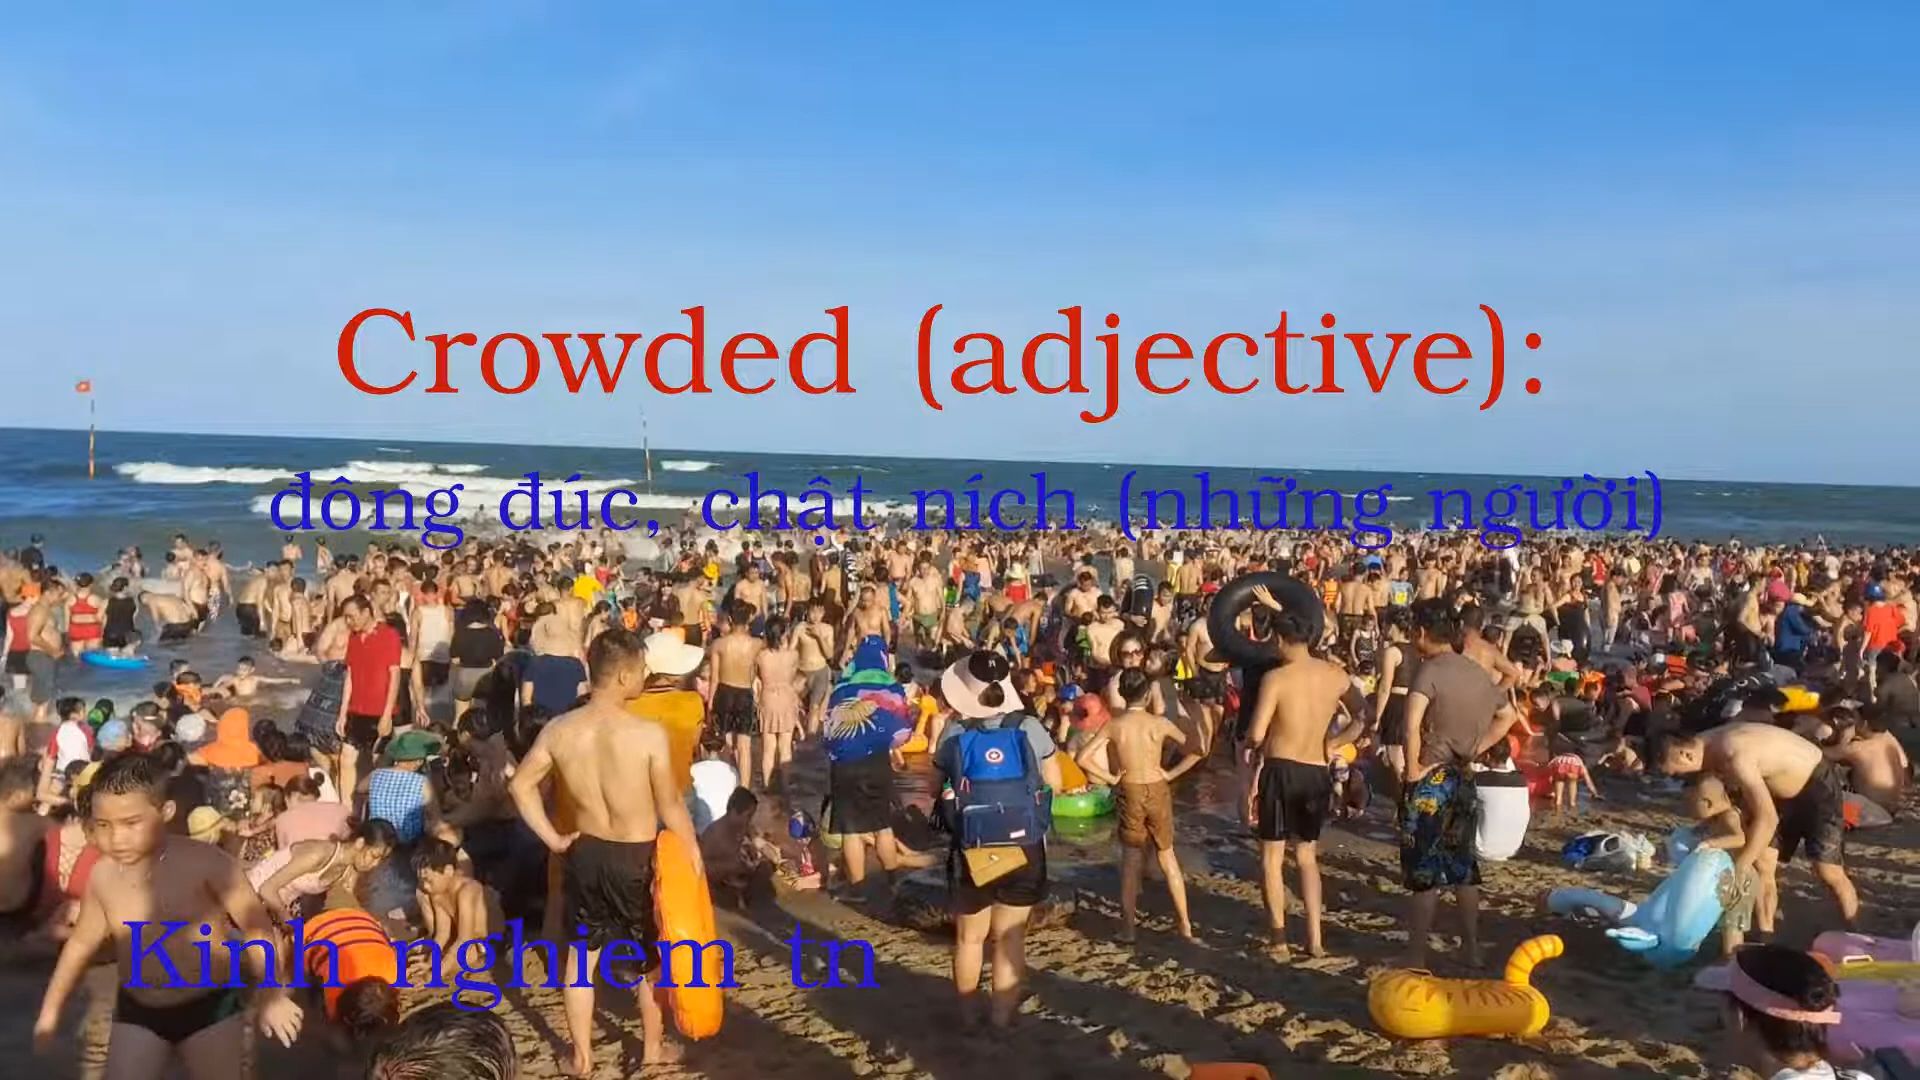 Crowded (adjective):
đông đúc, chật ních (những người)
Kinh nghiem tn